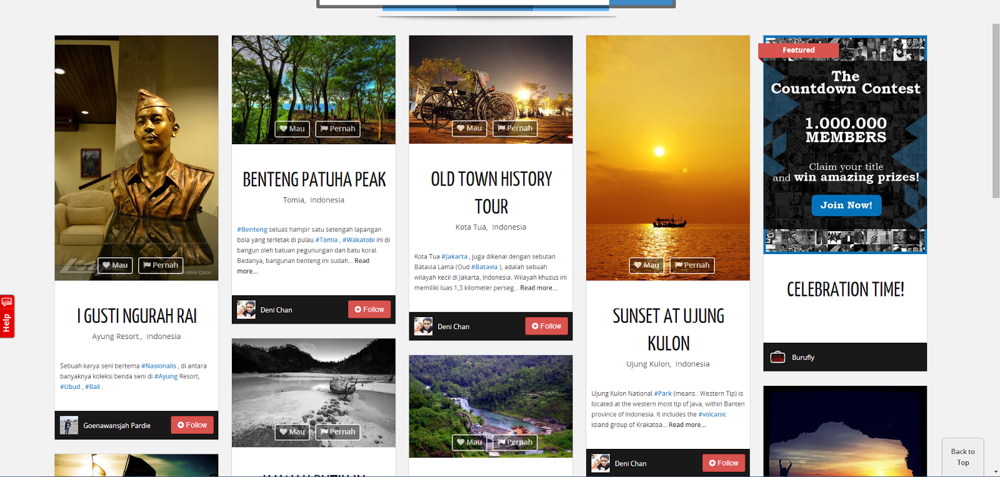 Mau
Pernah
I GUSTI NGURAH RAI
Ayung Resort., Indonesia
Sebuah karya seni bertema #Nasionalis , di antara
banyaknya koleksi benda seni di #Ayung Resort,
#Ubud , #Bali .
Goenawansjah Pardie
Follow
Mau
Pernah
BENTENG PATUHA PEAK
Tomia, Indonesia
#Benteng seluas hampir satu setengah lapangan
bola yang terletak di pulau #Tomia , #Wakatobi ini di
bangun oleh batuan pegunungan dan batu koral.
Bedanya, bangunan benteng ini sudah... Read
more...
Deni Chan
Follow
Mau
Pernah
Mau
Pernah
OLD TOWN HISTORY
TOUR
Kota Tua, Indonesia
Kota Tua #Jakarta , juga dikenal dengan sebutan
Batavia Lama (Oud #Batavia ), adalah sebuah
wilayah kecil di Jakarta, Indonesia. Wilayah khusus ini
memiliki luas 1,3 kilometer perseg... Read more...
Deni Chan
Follow
Mau
Pernah
Mau
Pernah
SUNSET AT UJUNG
KULON
Ujung Kulon, Indonesia
Ujung Kulon National #Park (means : Western Tip) is
located at the western most tip of Java, within Banten
province of Indonesia. It includes the #volcanic
island group of Krakatoa... Read more...
Deni Chan
Follow
Featured
The
Countdown Contest
1.000.000
MEMBERS
Claim your title
and win amazing prizes!
Join Now!
CELEBRATION TIME!
Burufly
Help
Back to
Top